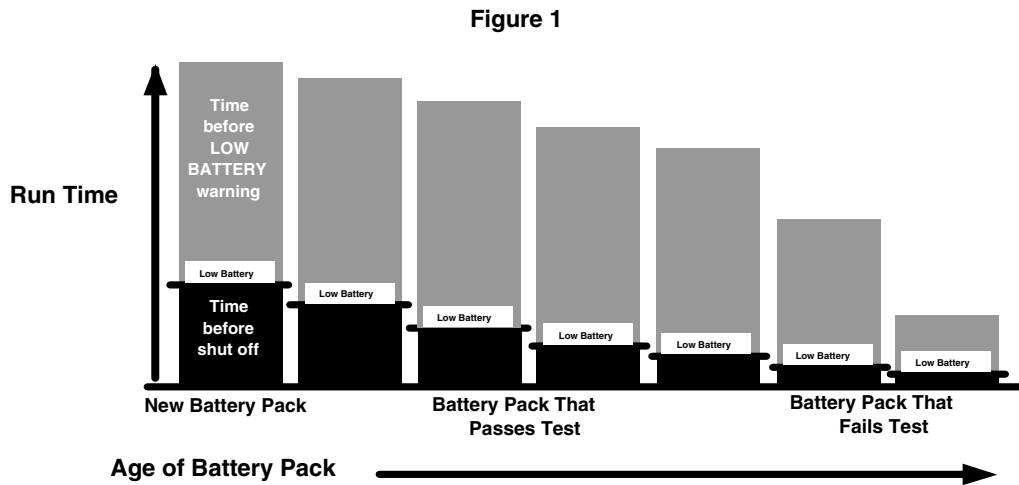 Figure 1
Run Time
Time
before
LOW
BATTERY
warning
Low Battery
Low Battery
Low Battery
Low Battery
Low Battery
Low Battery
Low Battery
Time
before
shut off
New Battery Pack
Battery Pack That
Passes Test
Battery Pack That
Fails Test
Age of Battery Pack